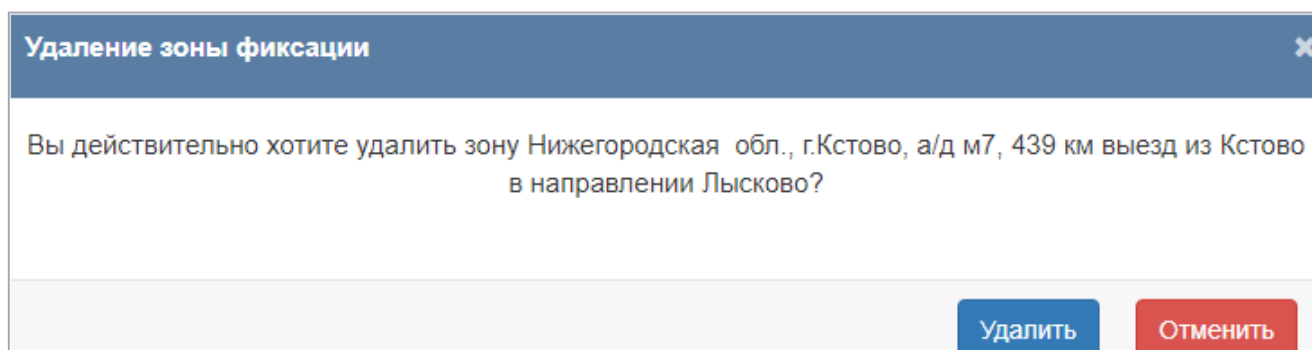 Удаление зоны фиксации
Вы действительно хотите удалить зону Нижегородская  обл., г.Кстово, а/д м7, 439 км выезд из Кстово
в направлении Лысково?
Удалить Отменить